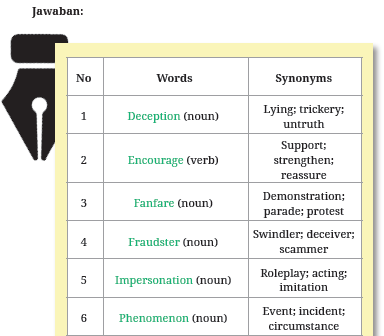 Jawaban:
No Words Synonyms
1 Deception (noun) Lying; trickery;
untruth
2 Encourage (verb) Support;
strengthen;
reassure
3 Fanfare (noun) Demonstration;
parade; protest
4 Fraudster (noun) Swindler; deceiver;
scammer
5 Impersonation (noun) Roleplay; acting;
imitation
6 Phenomenon (noun) Event; incident;
circumstance